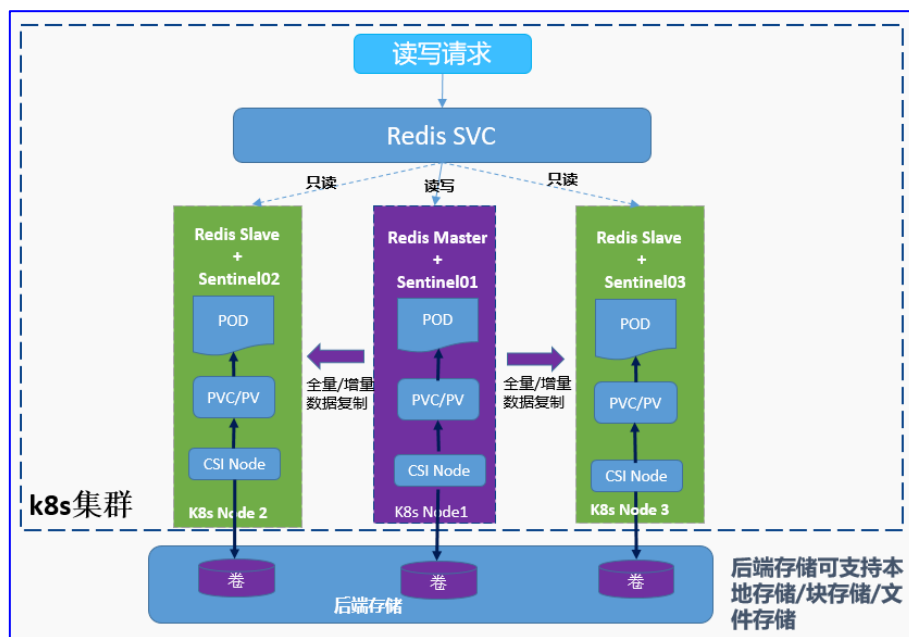 读写请求
Redis SVC
只读
读写
只读
Redis Slave
+
Sentinel02
POD
PVC/PV
CSI Node
K8s Node 2
Redis Master
+
Sentinel01
POD
PVC/PV
CSI Node
K8s Node1
Redis Slave
+
Sentinel03
POD
PVC/PV
CSI Node
K8s Node 3
全量/增量
数据复制
全量/增量
数据复制
k8s集群
卷
卷
卷
后端存储
后端存储可支持本
地存储/块存储/文
件存储